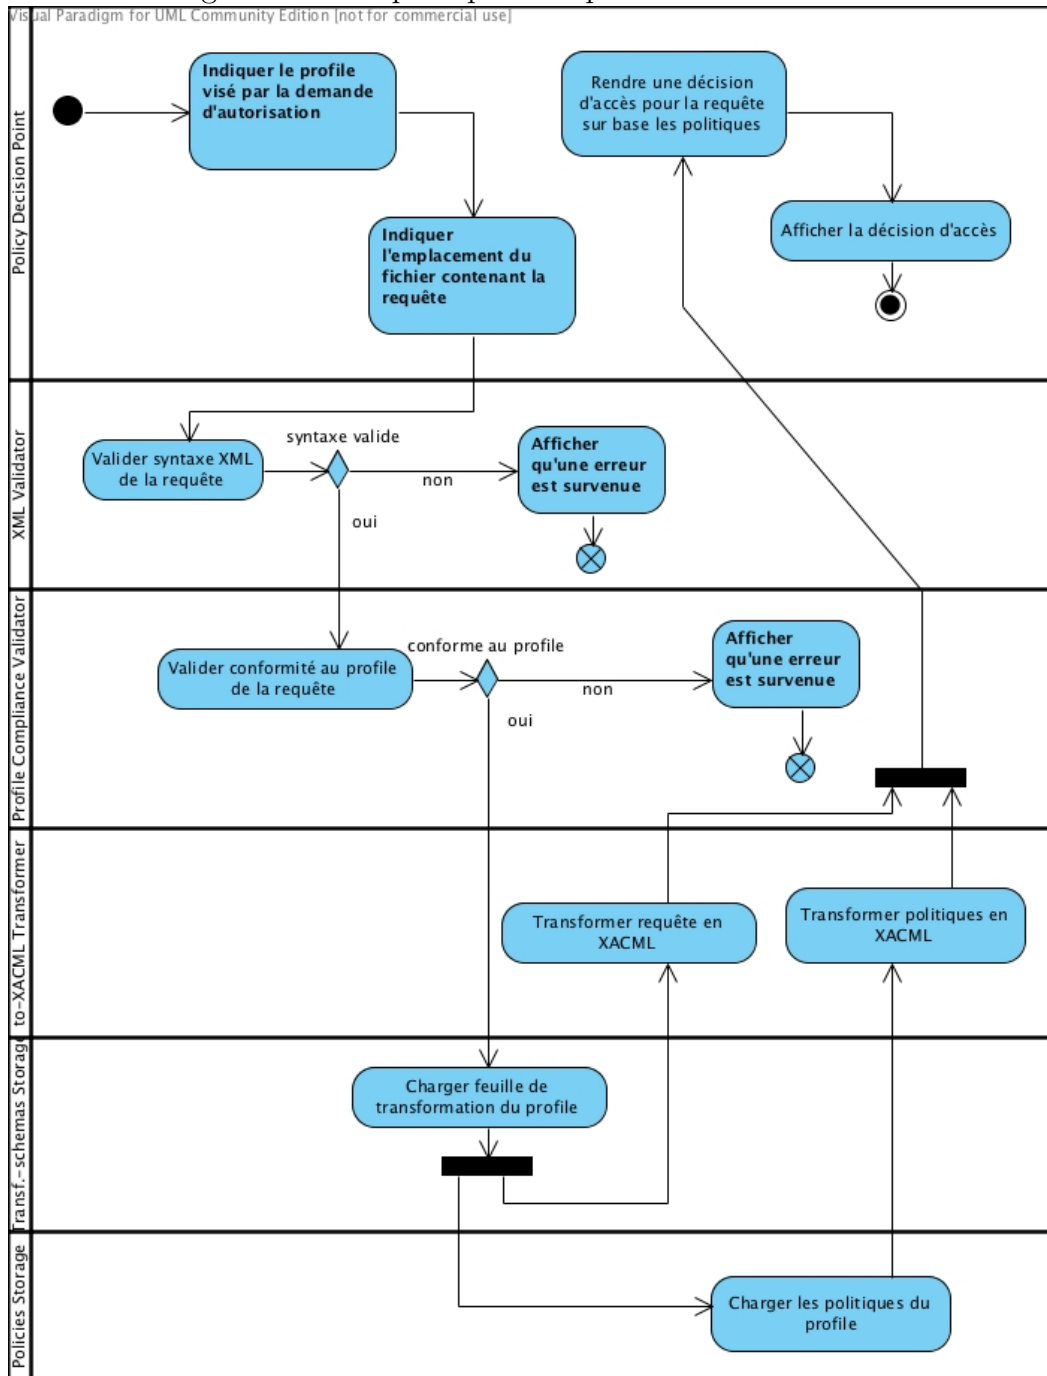 Visual Paradigm for UML Community Edition [not for commercial use]
Policy Decision Point
Indiquer le profile
visé par la demande
d'autorisation
Rendre une décision
d'accès pour la requête
sur base les politiques
Indiquer
l'emplacement du
fichier contenant la
requête
Afficher la décision d'accès
XML Validator
Valider syntaxe XML
de la requête
syntaxe valide
non
oui
Afficher
qu'une erreur
est survenue
Profile Compliance Validator
Valider conformité au profile
de la requête
conforme au profile
non
oui
Afficher
qu'une erreur
est survenue
to-XACML Transformer
Transformer requête en
XACML
Transformer politiques en
XACML
Transf.-schemas Storage
Charger feuille de
transformation du profile
Policies Storage
Charger les politiques du
profile